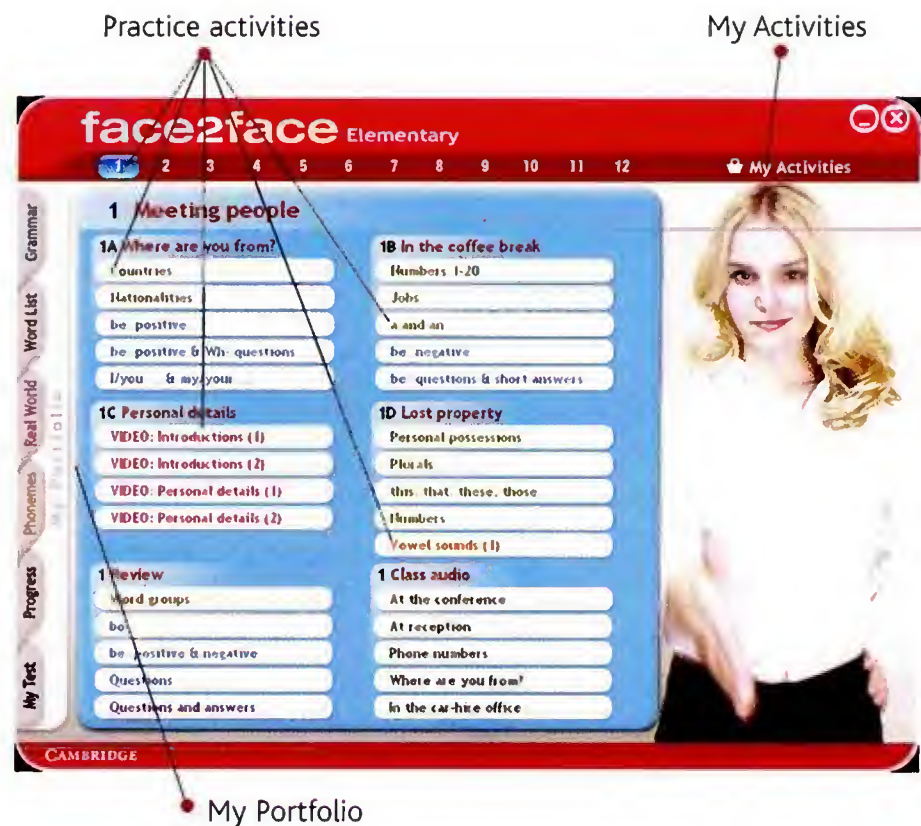 Practice activities
My Activities
face2face Elementary
1 2 3 4 5 6 7 8 9 10 11 12
My Activities
Grammar
Word List
Real World
Phonemes
Progress
My Test
My Portfolio
1 Meeting people
1A Where are you from?
Countries
Nationalities
be positive
be positive & Wh- questions
I/you & my/your
1B In the coffee break
Numbers 1-20
Jobs
a and an
be negative
be questions & short answers
1C Personal details
VIDEO: Introductions (1)
VIDEO: Introductions (2)
VIDEO: Personal details (1)
VIDEO: Personal details (2)
1D Lost property
Personal possessions
Plurals
this, that, these, those
Numbers
Vowel sounds (1)
1 Review
Word groups
be positive & negative
Questions
Questions and answers
1 Class audio
At the conference
At reception
Phone numbers
Where are you from?
In the car-hire office
CAMBRIDGE
My Portfolio